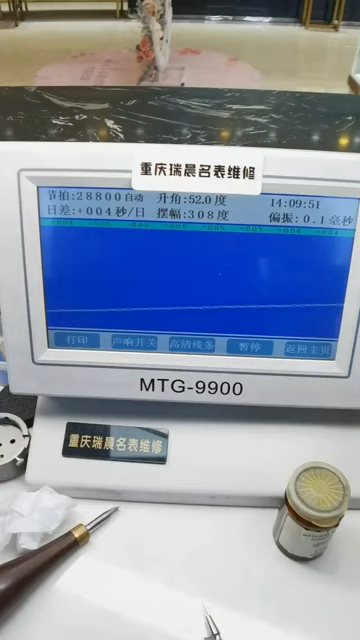 重庆瑞晨名表维修
节拍:28800自动 升角:52.0度 14:09:51
日差:+004秒/日 摆幅:308度 偏振:0.1毫秒
打印 声响开关 高清线条 暂停 返回主页
MTG-9900
重庆瑞晨名表维修